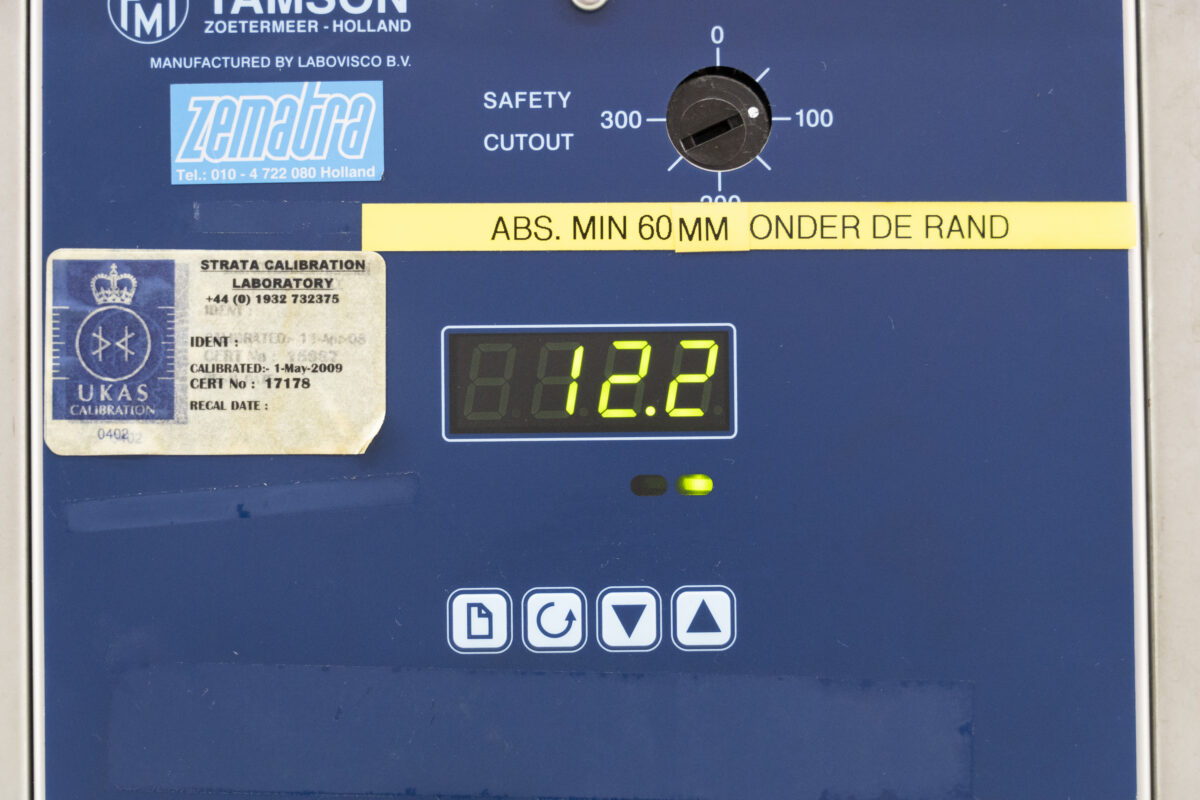 TAMSON
ZOETERMEER - HOLLAND
MANUFACTURED BY LABOVISCO B.V.
zematra
Tel.: 010 - 4 722 080 Holland
SAFETY
CUTOUT
0
100
200
300
ABS. MIN 60 MM ONDER DE RAND
STRATA CALIBRATION
LABORATORY
+44 (0) 1932 732375
IDENT :
CALIBRATED:- 1-May-2009
CERT No : 17178
RECAL DATE :
UKAS
CALIBRATION
0402
12.2